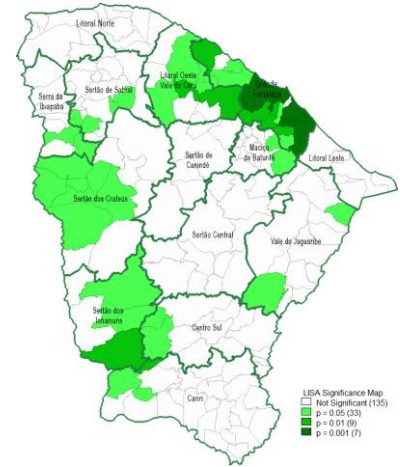 Litoral Norte
Serra da
Ibiapaba
Sertão de Sobral
Litoral Oeste
Vale do Curu
Grande
Fortaleza
Sertão de
Canindé
Maciço
de Baturité
Litoral Leste
Sertão dos Crateús
Sertão Central
Vale do Jaguaribe
Sertão dos
Inhamuns
Centro Sul
Cariri
LISA Significance Map
Not Significant (135)
p = 0.05 (33)
p = 0.01 (9)
p = 0.001 (7)